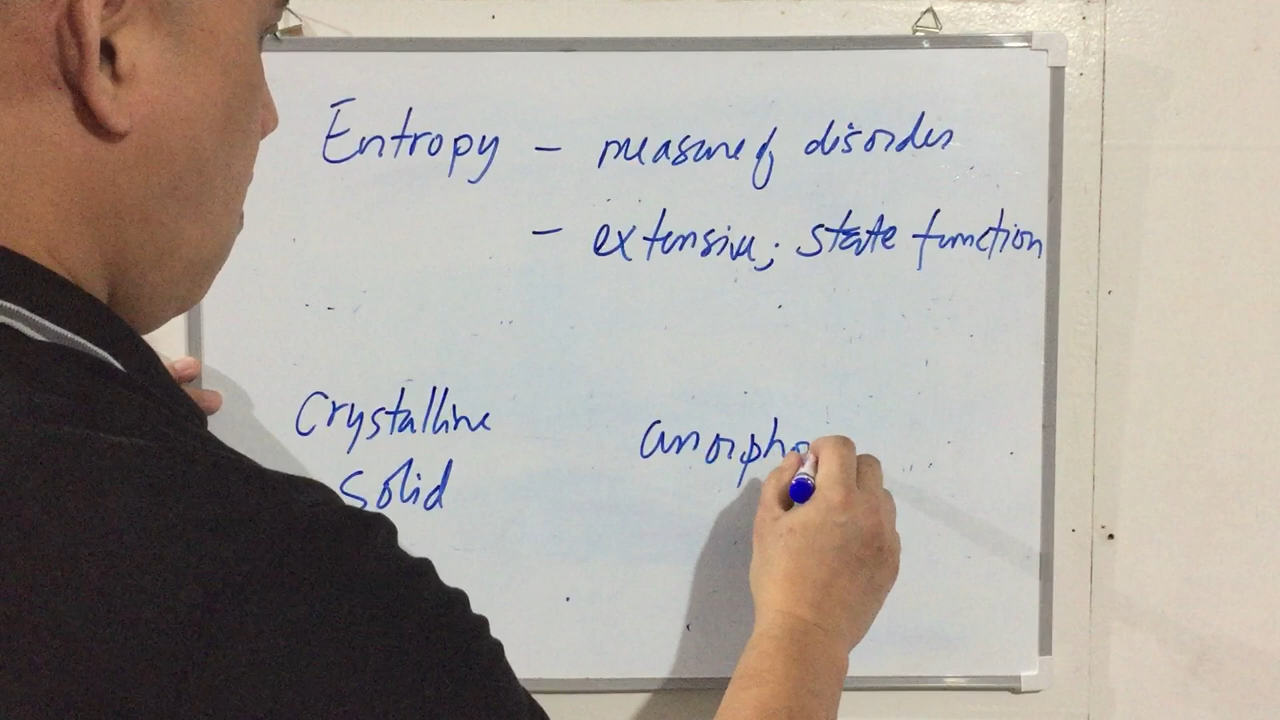 Entropy - measure of disorder
- extensive; state function
Crystalline
solid
amorpho